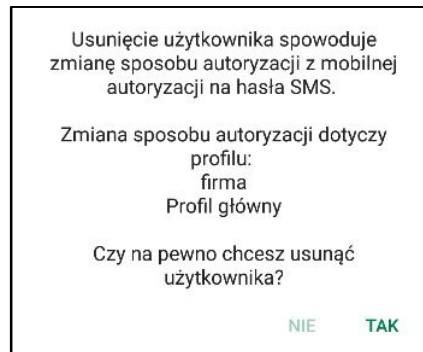 Usunięcie użytkownika spowoduje
zmianę sposobu autoryzacji z mobilnej
autoryzacji na hasła SMS.
Zmiana sposobu autoryzacji dotyczy
profilu:
firma
Profil główny
Czy na pewno chcesz usunąć
użytkownika?
NIE TAK